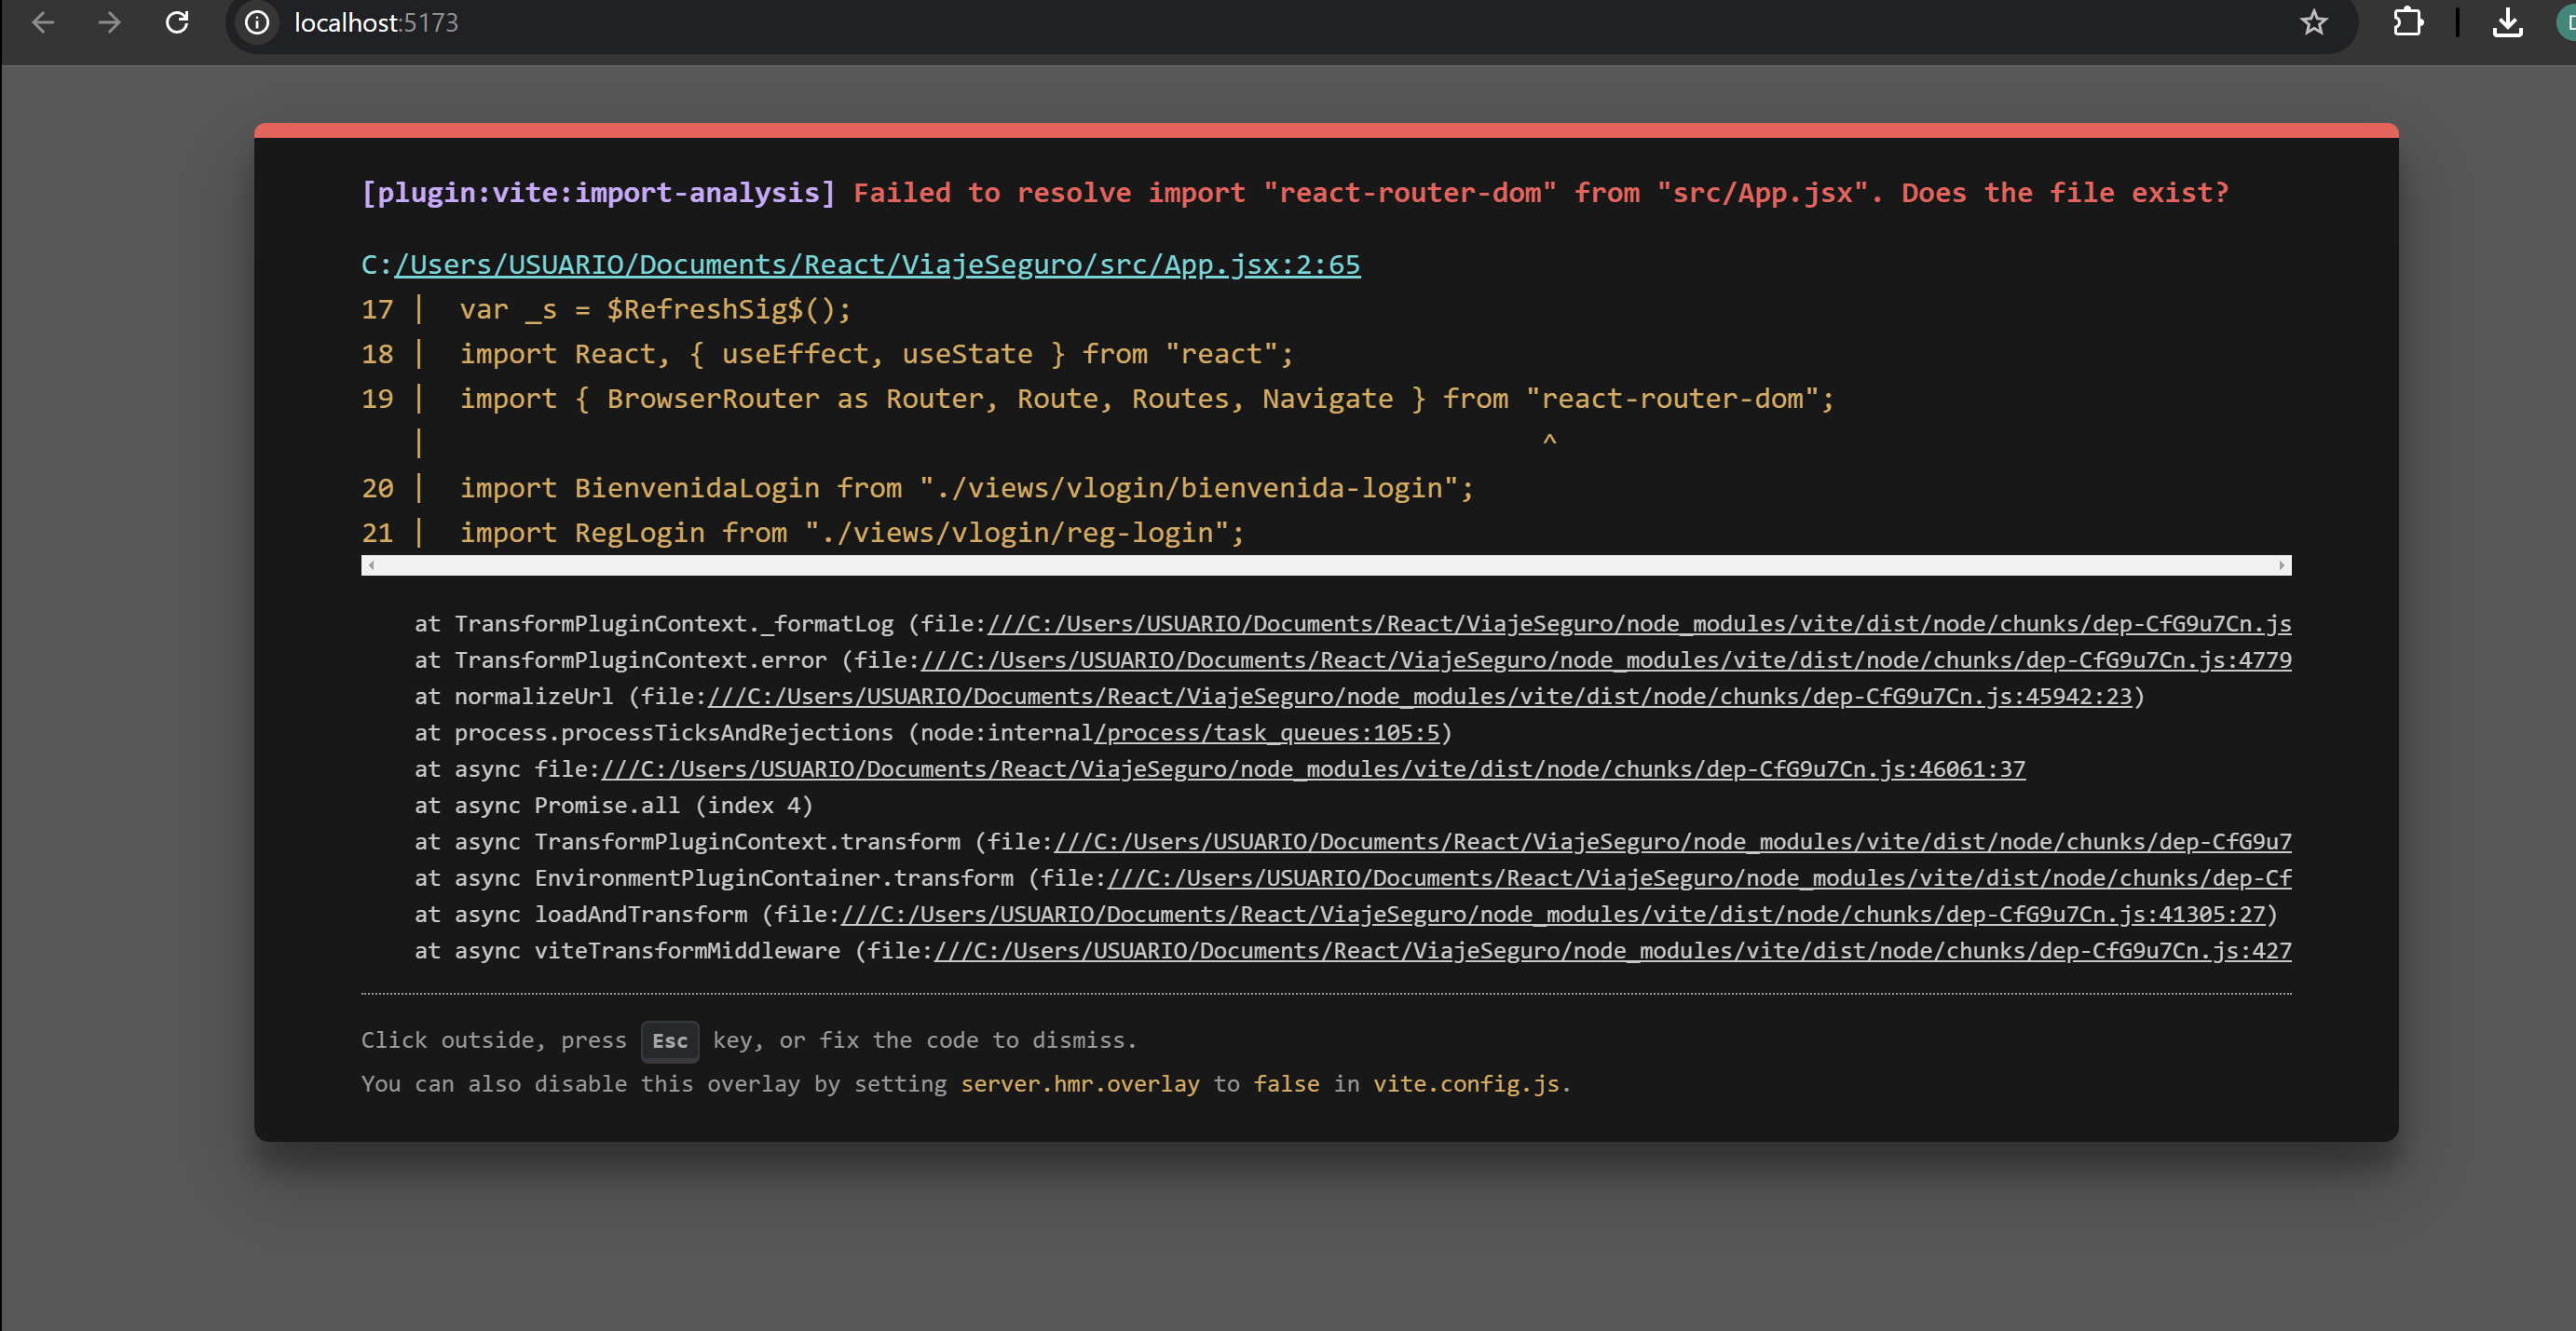 localhost:5173
[plugin:vite:import-analysis] Failed to resolve import "react-router-dom" from "src/App.jsx". Does the file exist?
C:/Users/USUARIO/Documents/React/ViajeSeguro/src/App.jsx:2:65
17 |  var _s = $RefreshSig$();
18 |  import React, { useEffect, useState } from "react";
19 |  import { BrowserRouter as Router, Route, Routes, Navigate } from "react-router-dom";
   |                                                                    ^
20 |  import BienvenidaLogin from "./views/vlogin/bienvenida-login";
21 |  import RegLogin from "./views/vlogin/reg-login";
at TransformPluginContext._formatLog (file:///C:/Users/USUARIO/Documents/React/ViajeSeguro/node_modules/vite/dist/node/chunks/dep-CfG9u7Cn.js
at TransformPluginContext.error (file:///C:/Users/USUARIO/Documents/React/ViajeSeguro/node_modules/vite/dist/node/chunks/dep-CfG9u7Cn.js:4779
at normalizeUrl (file:///C:/Users/USUARIO/Documents/React/ViajeSeguro/node_modules/vite/dist/node/chunks/dep-CfG9u7Cn.js:45942:23)
at process.processTicksAndRejections (node:internal/process/task_queues:105:5)
at async file:///C:/Users/USUARIO/Documents/React/ViajeSeguro/node_modules/vite/dist/node/chunks/dep-CfG9u7Cn.js:46061:37
at async Promise.all (index 4)
at async TransformPluginContext.transform (file:///C:/Users/USUARIO/Documents/React/ViajeSeguro/node_modules/vite/dist/node/chunks/dep-CfG9u7
at async EnvironmentPluginContainer.transform (file:///C:/Users/USUARIO/Documents/React/ViajeSeguro/node_modules/vite/dist/node/chunks/dep-Cf
at async loadAndTransform (file:///C:/Users/USUARIO/Documents/React/ViajeSeguro/node_modules/vite/dist/node/chunks/dep-CfG9u7Cn.js:41305:27)
at async viteTransformMiddleware (file:///C:/Users/USUARIO/Documents/React/ViajeSeguro/node_modules/vite/dist/node/chunks/dep-CfG9u7Cn.js:427
Click outside, press Esc key, or fix the code to dismiss.
You can also disable this overlay by setting server.hmr.overlay to false in vite.config.js.